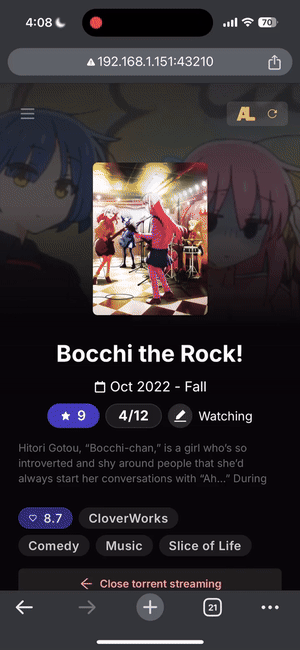 4:08
70
192.168.1.151:43210
AL
Bocchi the Rock!
Oct 2022 - Fall
9 4/12 Watching
Hitori Gotou, “Bocchi-chan,” is a girl who’s so
introverted and shy around people that she’d
always start her conversations with “Ah...” During
8.7 CloverWorks
Comedy Music Slice of Life
Close torrent streaming
21